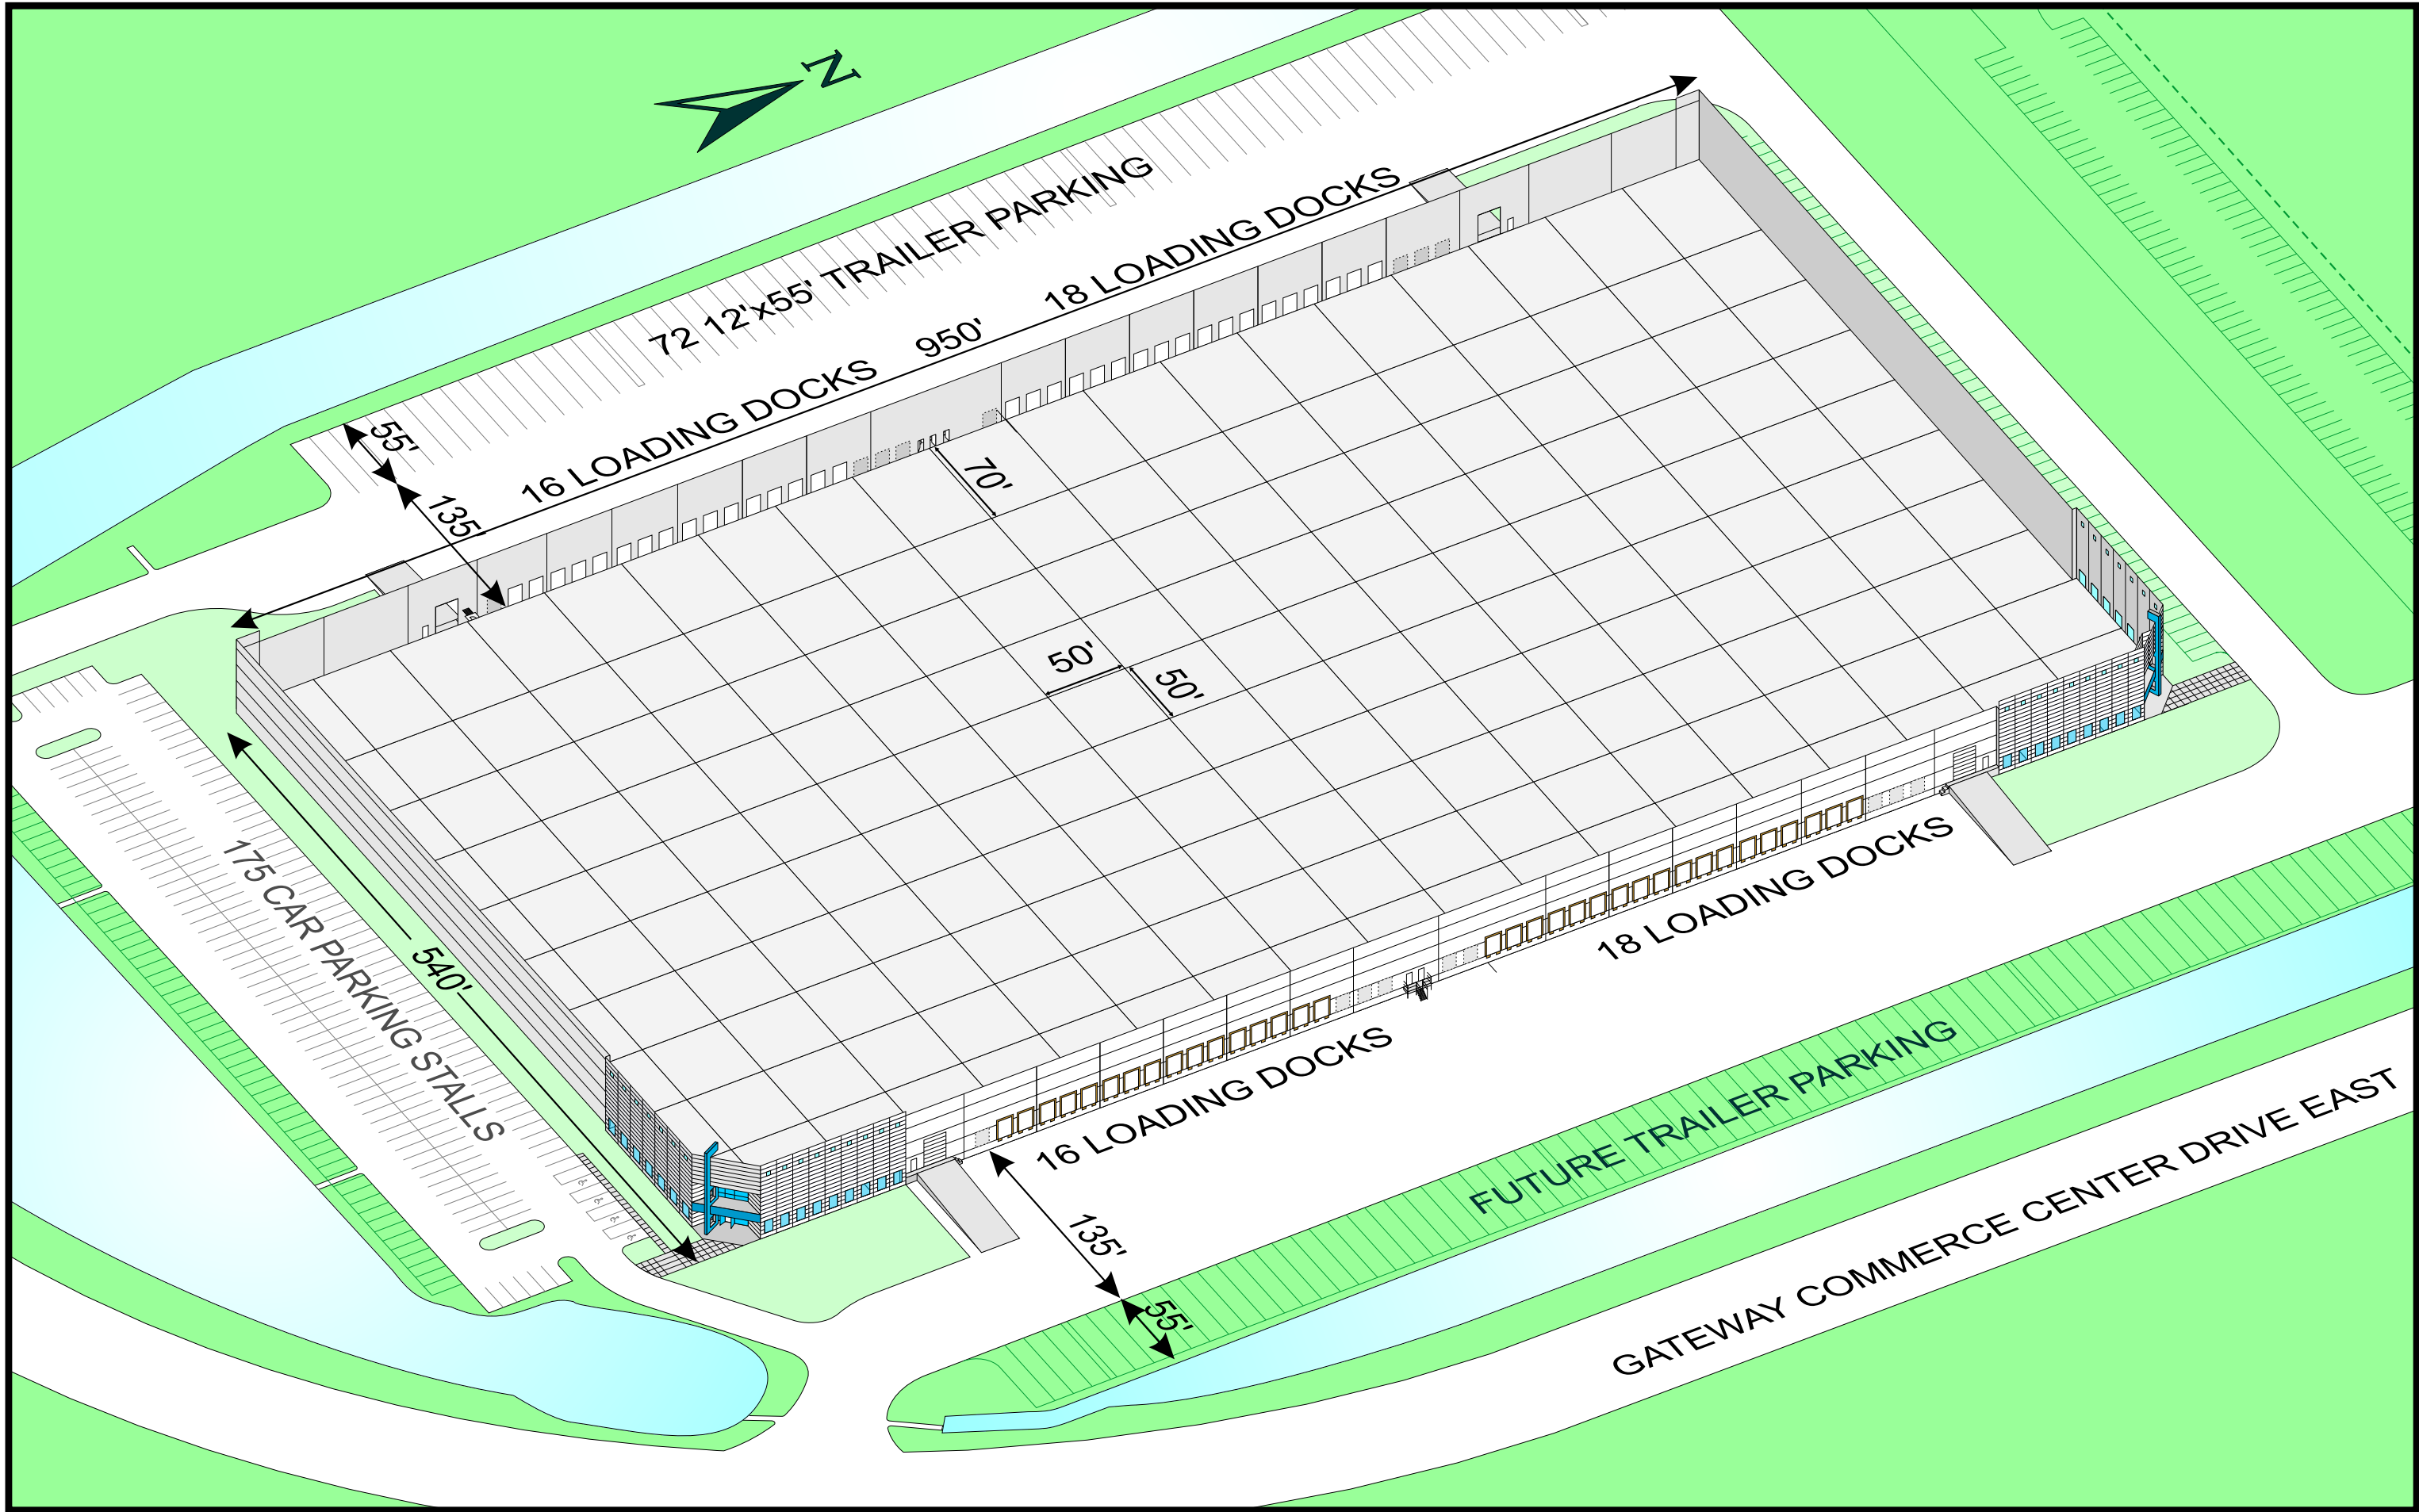 N
72 12'x55' TRAILER PARKING
18 LOADING DOCKS
950'
16 LOADING DOCKS
55'
135'
70'
50'
50'
175 CAR PARKING STALLS
540'
18 LOADING DOCKS
16 LOADING DOCKS
135'
55'
FUTURE TRAILER PARKING
GATEWAY COMMERCE CENTER DRIVE EAST